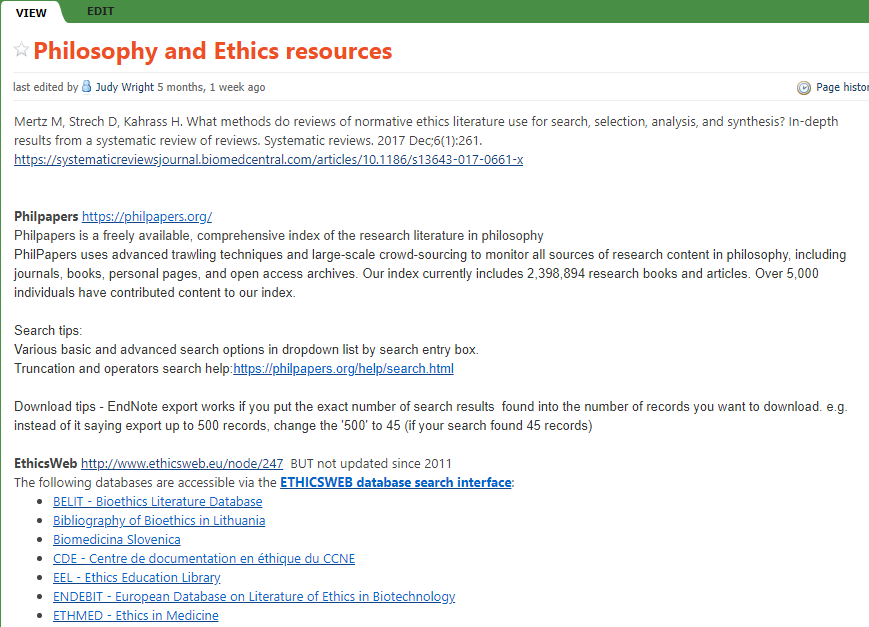 VIEW EDIT
Philosophy and Ethics resources
last edited by Judy Wright 5 months, 1 week ago Page histor
Mertz M, Strech D, Kahrass H. What methods do reviews of normative ethics literature use for search, selection, analysis, and synthesis? In-depth
results from a systematic review of reviews. Systematic reviews. 2017 Dec;6(1):261.
https://systematicreviewsjournal.biomedcentral.com/articles/10.1186/s13643-017-0661-x
Philpapers https://philpapers.org/
Philpapers is a freely available, comprehensive index of the research literature in philosophy
PhilPapers uses advanced trawling techniques and large-scale crowd-sourcing to monitor all sources of research content in philosophy, including
journals, books, personal pages, and open access archives. Our index currently includes 2,398,894 research books and articles. Over 5,000
individuals have contributed content to our index.
Search tips:
Various basic and advanced search options in dropdown list by search entry box.
Truncation and operators search help:https://philpapers.org/help/search.html
Download tips - EndNote export works if you put the exact number of search results  found into the number of records you want to download. e.g.
instead of it saying export up to 500 records, change the '500' to 45 (if your search found 45 records)
EthicsWeb http://www.ethicsweb.eu/node/247  BUT not updated since 2011
The following databases are accessible via the ETHICSWEB database search interface:
• BELIT - Bioethics Literature Database
• Bibliography of Bioethics in Lithuania
• Biomedicina Slovenica
• CDE - Centre de documentation en éthique du CCNE
• EEL - Ethics Education Library
• ENDEBIT - European Database on Literature of Ethics in Biotechnology
• ETHMED - Ethics in Medicine